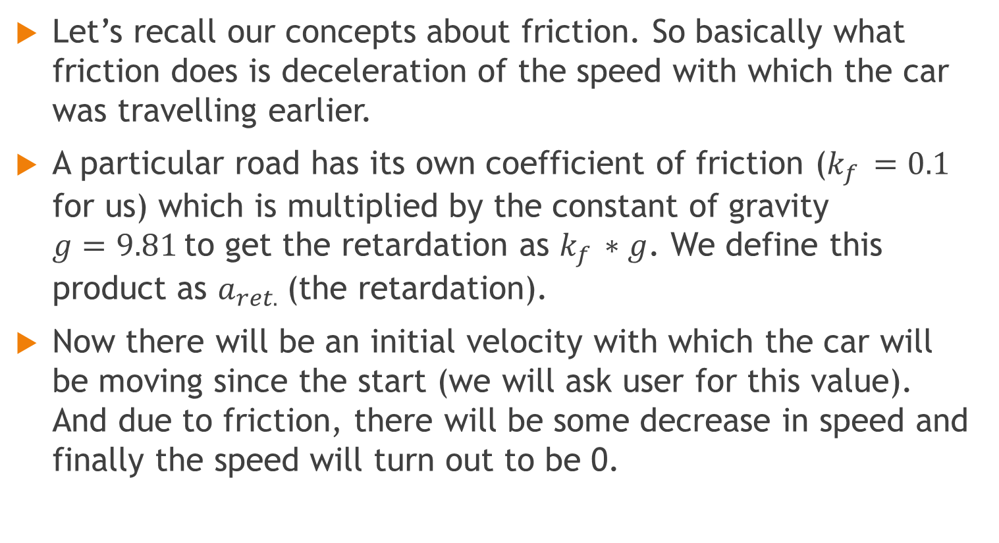 Let’s recall our concepts about friction. So basically what
friction does is deceleration of the speed with which the car
was travelling earlier.
A particular road has its own coefficient of friction (k_f = 0.1
for us) which is multiplied by the constant of gravity
g = 9.81 to get the retardation as k_f * g. We define this
product as a_ret. (the retardation).
Now there will be an initial velocity with which the car will
be moving since the start (we will ask user for this value).
And due to friction, there will be some decrease in speed and
finally the speed will turn out to be 0.